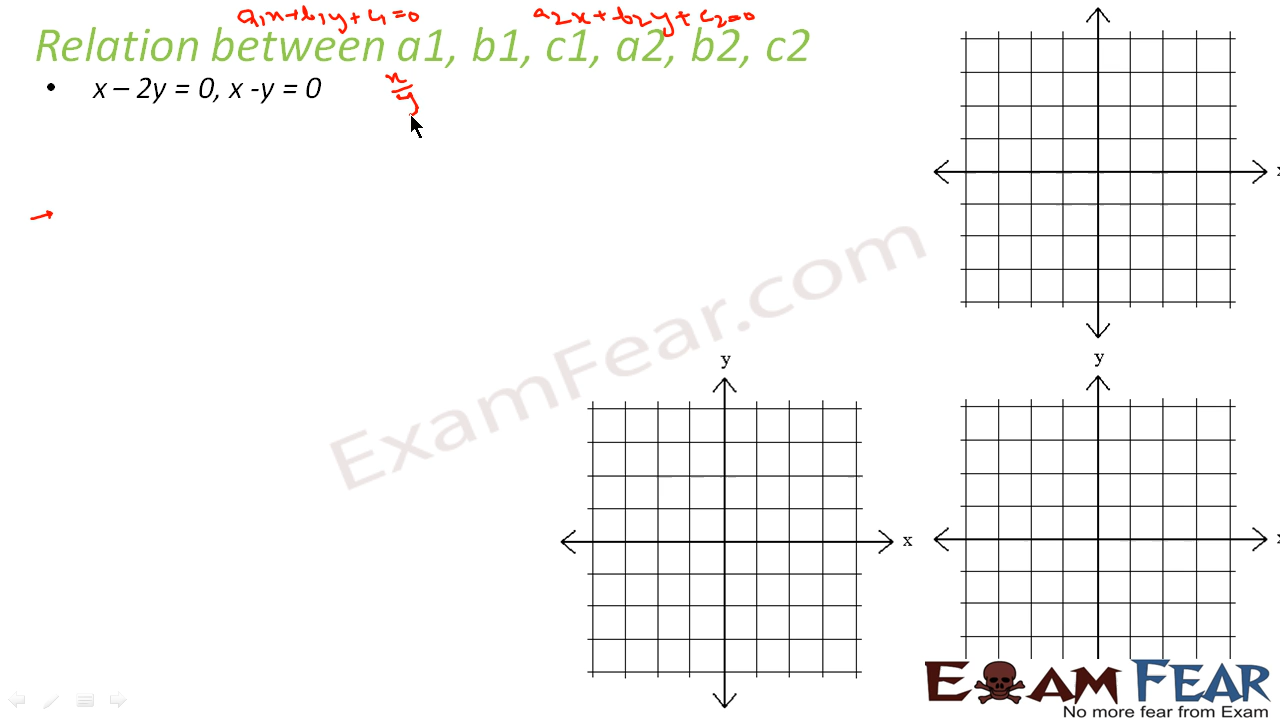 a1x+b1y+c1=0 a2x+b2y+c2=0
Relation between a1, b1, c1, a2, b2, c2
• x – 2y = 0, x -y = 0
x
y
ExamFear.com
x
y
x
y
x
EXAM FEAR
No more fear from Exam